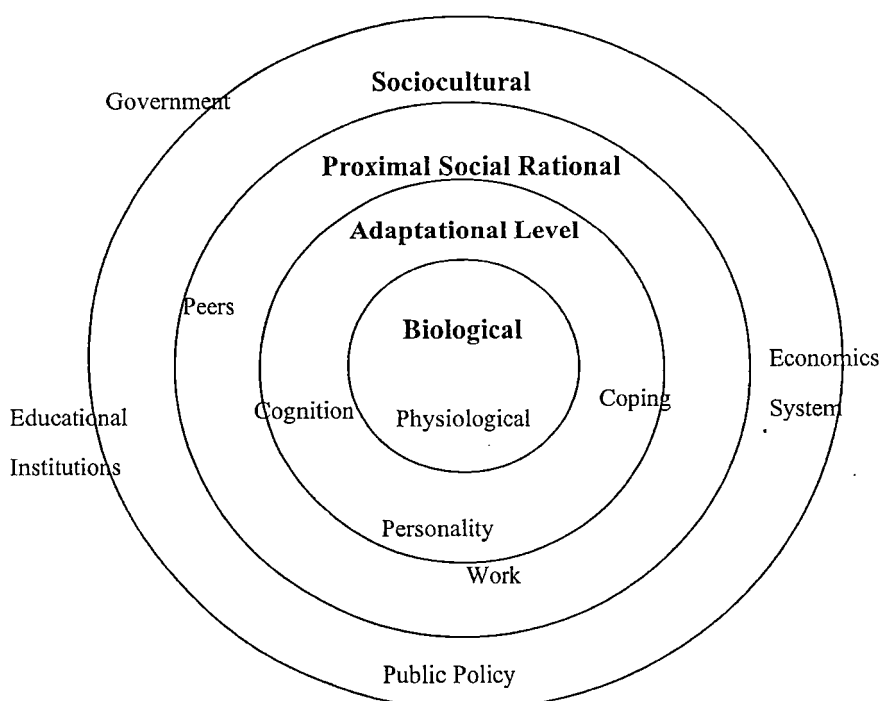 Sociocultural
Government
Proximal Social Rational
Adaptational Level
Peers
Biological
Economics
Cognition
Physiological
Coping
System
Educational
Institutions
Personality
Work
Public Policy